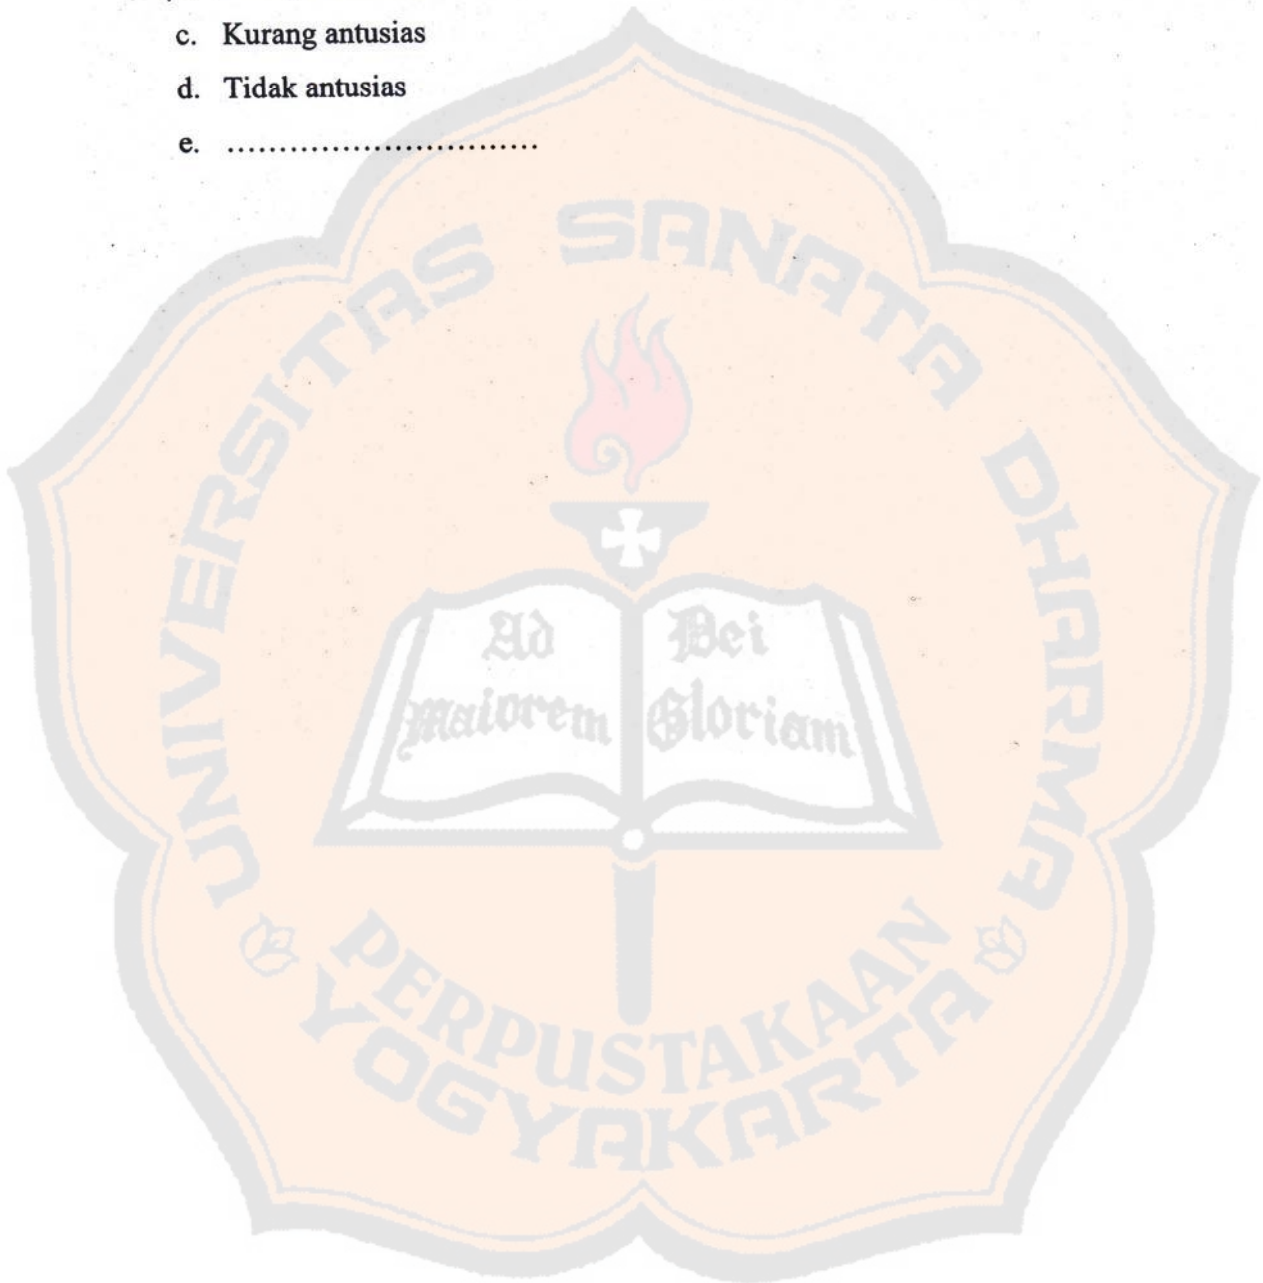 c. Kurang antusias
d. Tidak antusias
e. ..............................
UNIVERSITAS SANATA DHARMA
Ad Dei
maiorem Gloriam
PERPUSTAKAAN
YOGYAKARTA